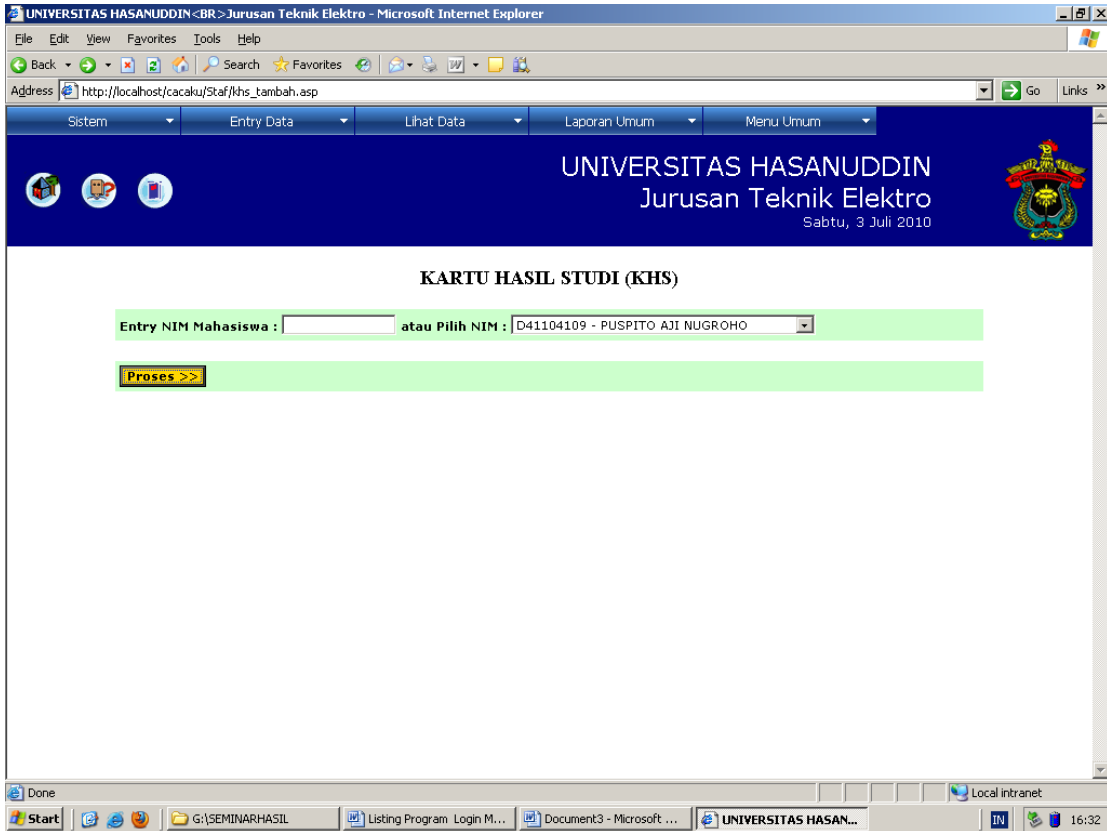 UNIVERSITAS HASANUDDIN<BR>Jurusan Teknik Elektro - Microsoft Internet Explorer
File Edit View Favorites Tools Help
Back Search Favorites
Address http://localhost/cacaku/Staf/khs_tambah.asp Go Links »
Sistem Entry Data Lihat Data Laporan Umum Menu Umum
UNIVERSITAS HASANUDDIN
Jurusan Teknik Elektro
Sabtu, 3 Juli 2010
KARTU HASIL STUDI (KHS)
Entry NIM Mahasiswa : atau Pilih NIM : D41104109 - PUSPITO AJI NUGROHO
Proses >>
Done Local intranet
Start G:\SEMINARHASIL Listing Program Login M... Document3 - Microsoft ... UNIVERSITAS HASAN... IN 16:32